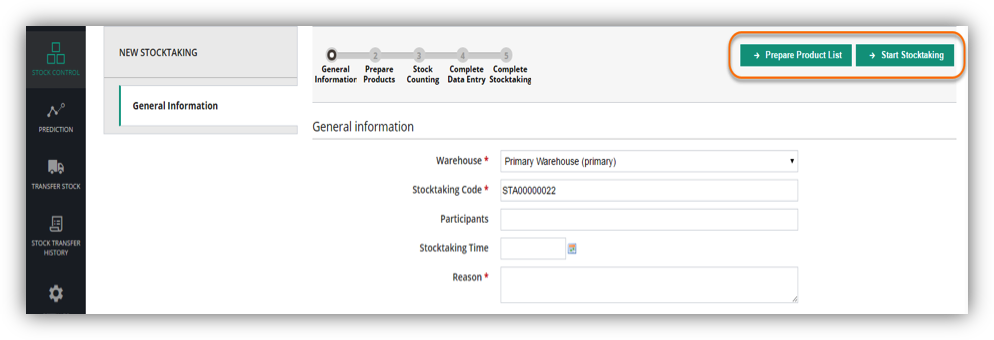 STOCK CONTROL
PREDICTION
TRANSFER STOCK
STOCK TRANSFER
HISTORY
NEW STOCKTAKING
General Information
2 3 4 5
General Prepare Stock Complete Complete
Information Products Counting Data Entry Stocktaking
→ Prepare Product List
→ Start Stocktaking
General information
Warehouse * Primary Warehouse (primary)
Stocktaking Code * STA00000022
Participants
Stocktaking Time
Reason *